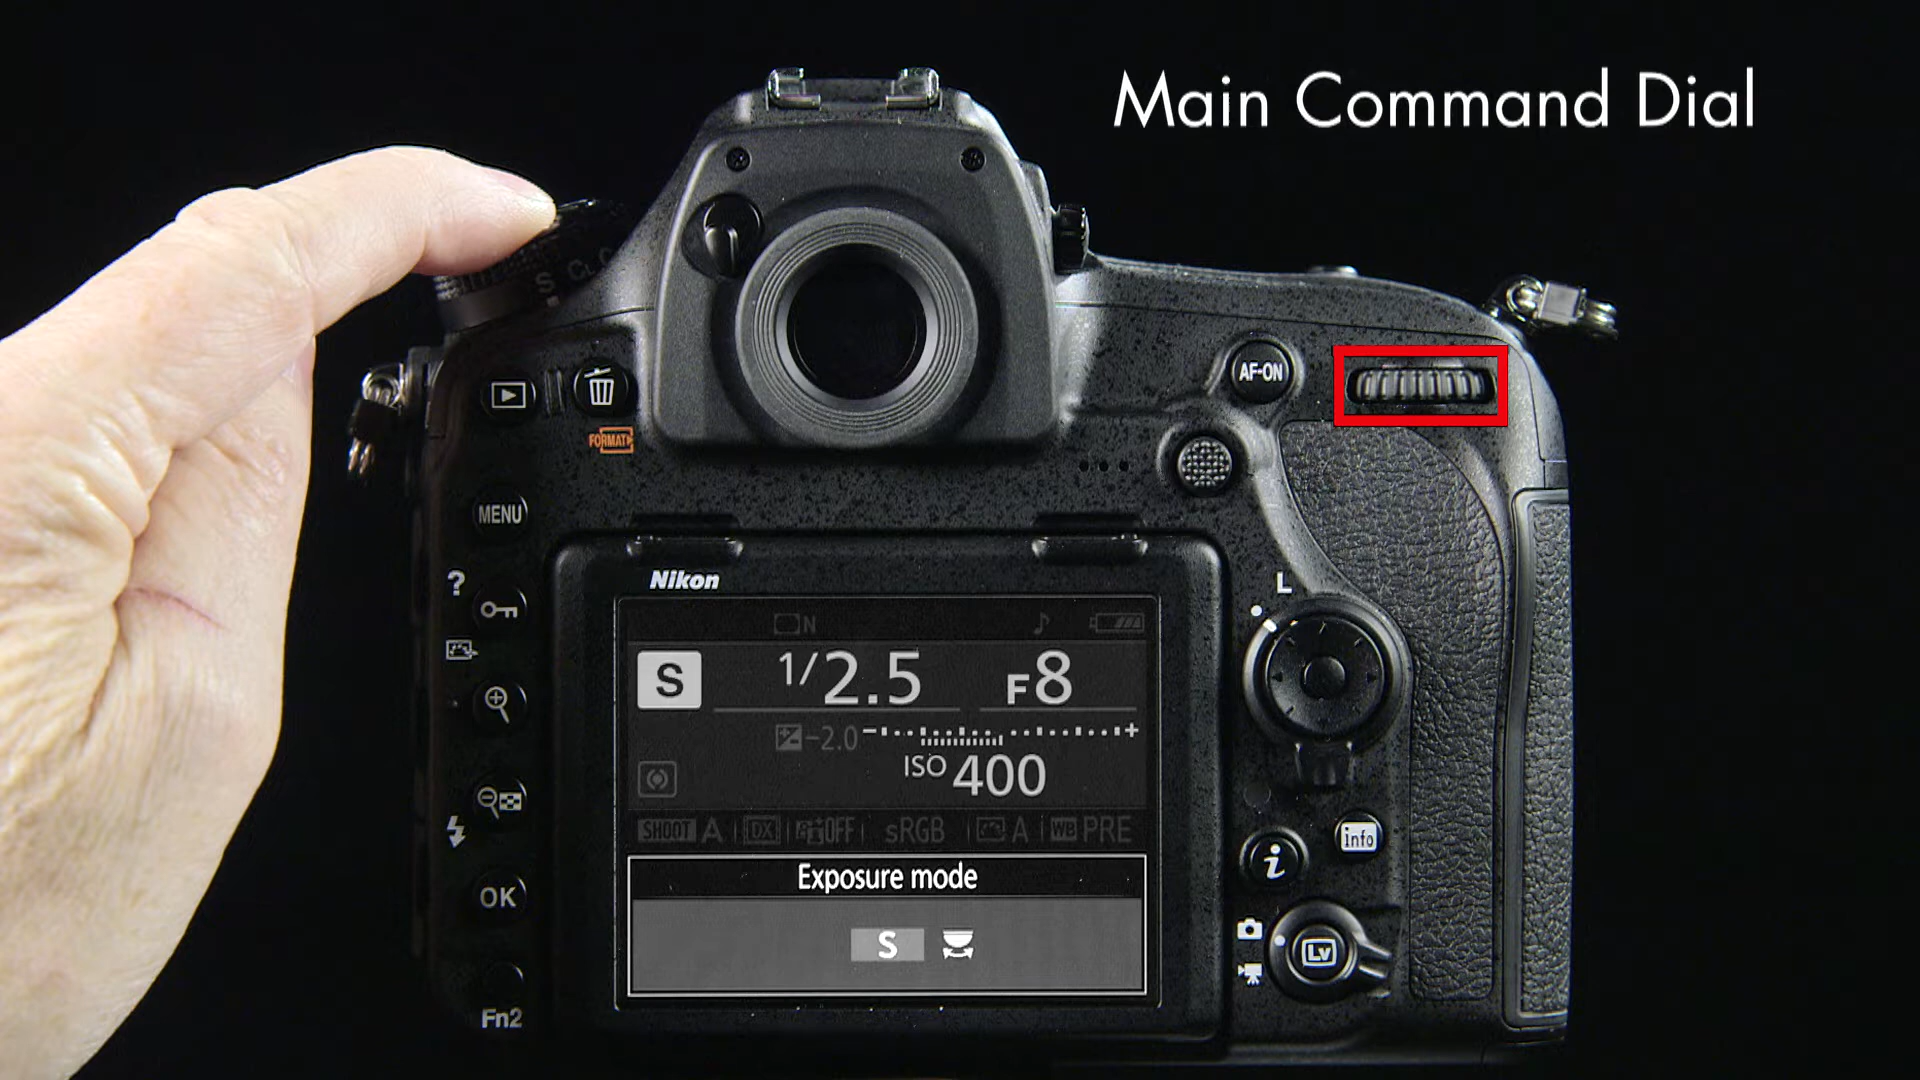 Main Command Dial
S CL C
AF-ON
FORMAT
MENU
Nikon
?
L
N
S 1/2.5 F8
-2.0 - +
ISO 400
SHOOT A DX OFF sRGB A WB PRE
info
i
Exposure mode
OK
S
Lv
Fn2